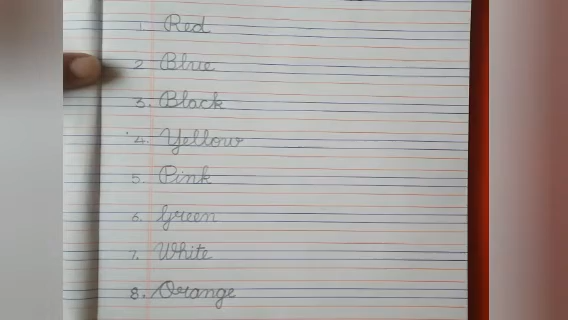 1. Red
2 Blue
3. Black
4. Yellow
5. Pink
6. Green
7. White
8. Orange